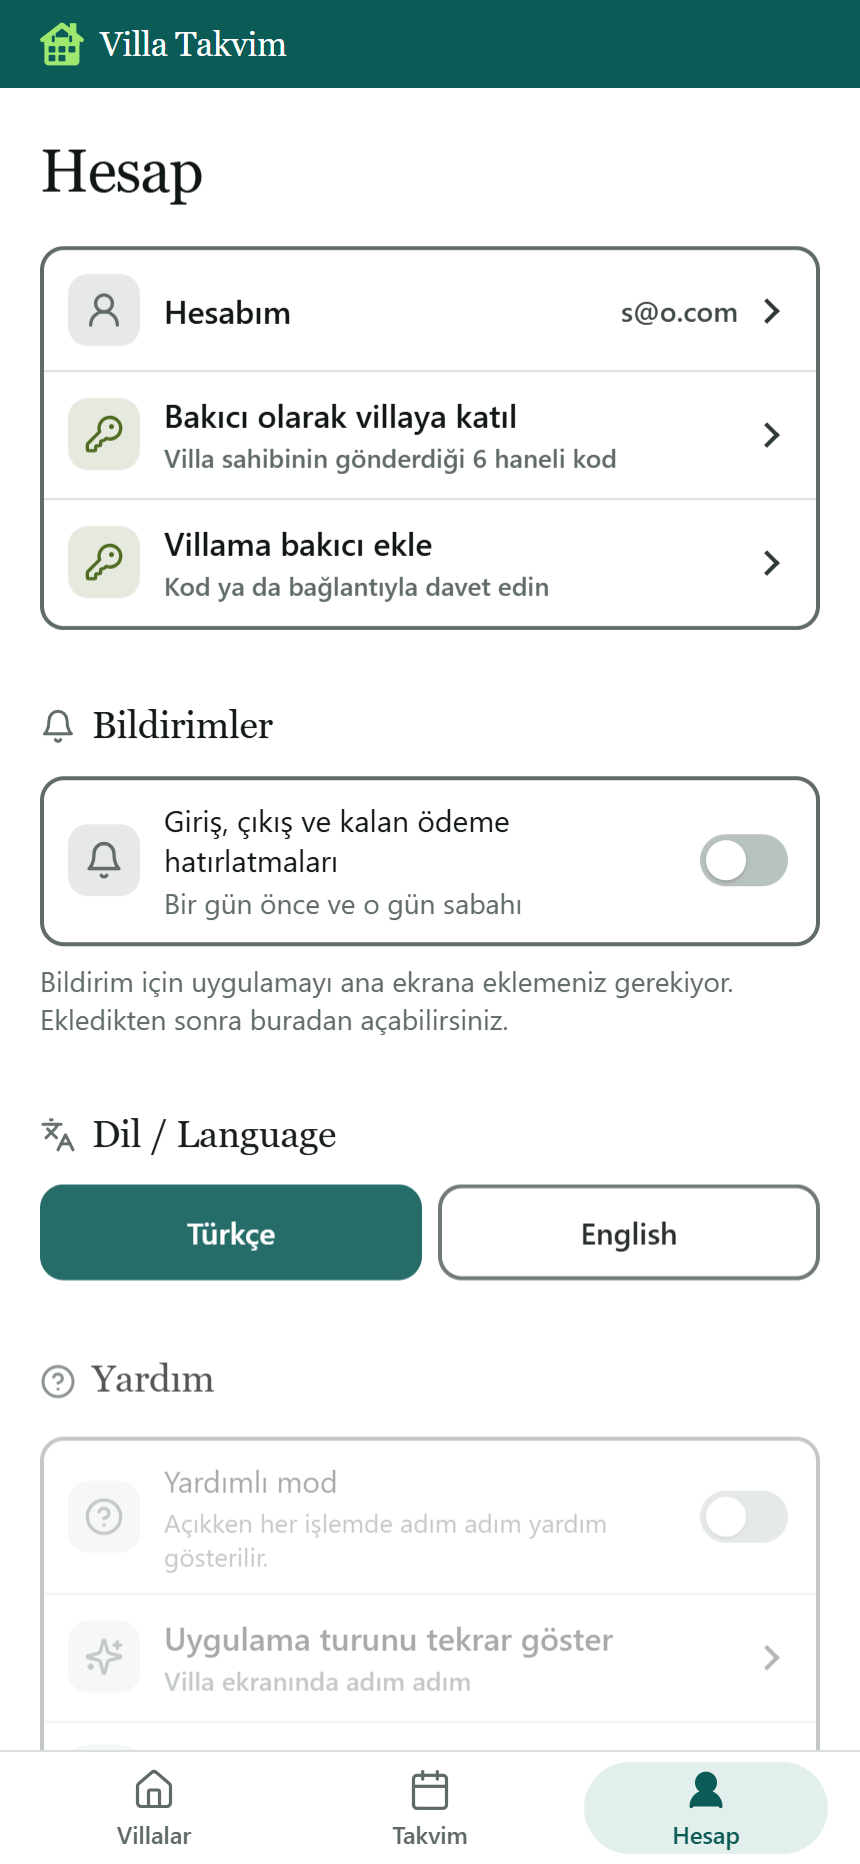 Villa Takvim
Hesap
Hesabım
s@o.com
Bakıcı olarak villaya katıl
Villa sahibinin gönderdiği 6 haneli kod
Villama bakıcı ekle
Kod ya da bağlantıyla davet edin
Bildirimler
Giriş, çıkış ve kalan ödeme
hatırlatmaları
Bir gün önce ve o gün sabahı
Bildirim için uygulamayı ana ekrana eklemeniz gerekiyor.
Ekledikten sonra buradan açabilirsiniz.
Dil / Language
Türkçe
English
Yardım
Yardımlı mod
Açıkken her işlemde adım adım yardım
gösterilir.
Uygulama turunu tekrar göster
Villa ekranında adım adım
Villalar
Takvim
Hesap